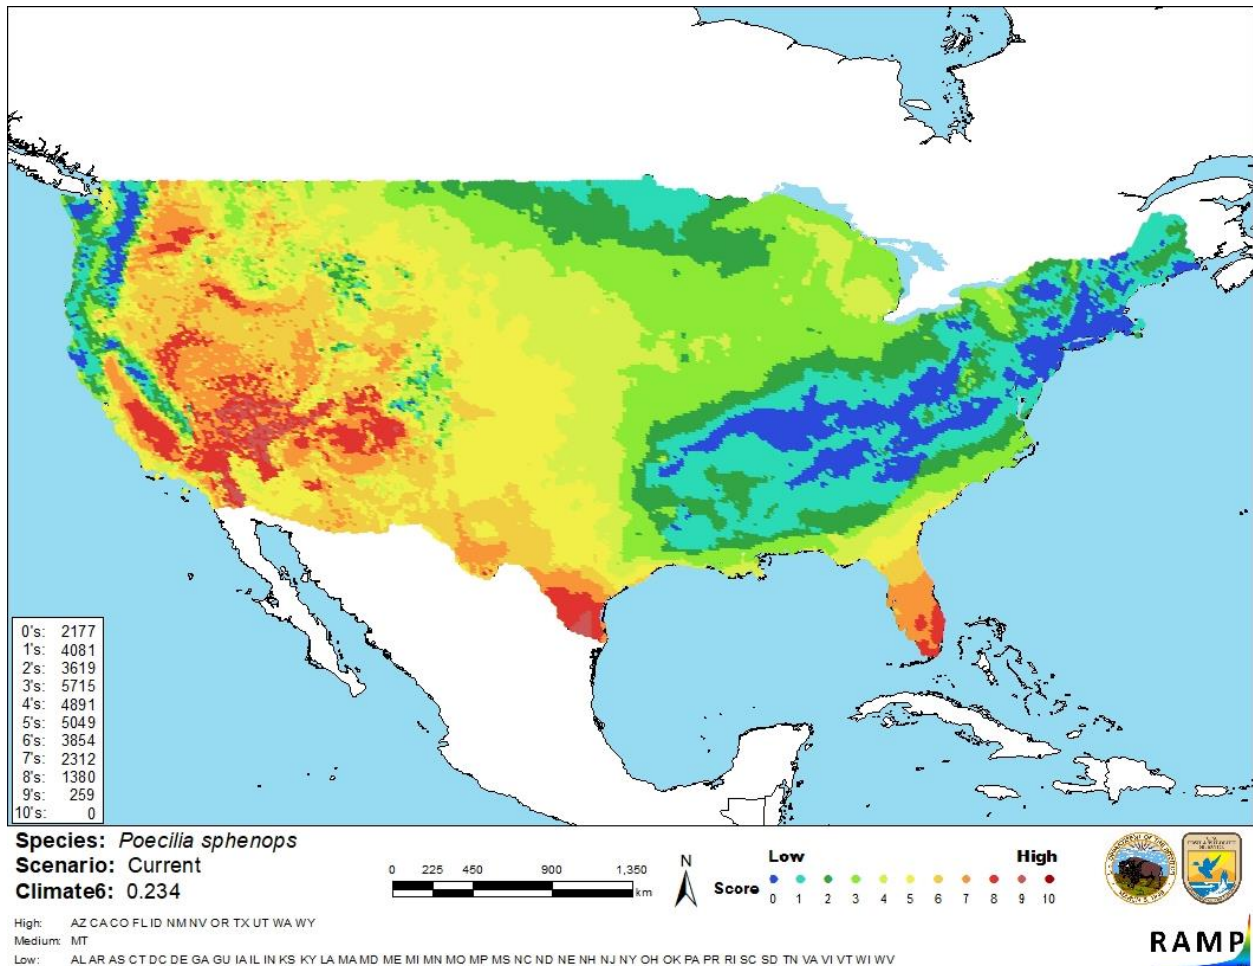 0's: 2177
1's: 4081
2's: 3619
3's: 5715
4's: 4891
5's: 5049
6's: 3854
7's: 2312
8's: 1380
9's: 259
10's: 0
Species: Poecilia sphenops
Scenario: Current
Climate6: 0.234
0 225 450 900 1,350
km
N
Low High
Score
0 1 2 3 4 5 6 7 8 9 10
High: AZ CA CO FL ID NM NV OR TX UT WA WY
Medium: MT
Low: AL AR AS CT DC DE GA GU IA IL IN KS KY LA MA MD ME MI MN MO MP MS NC ND NE NH NJ NY OH OK PA PR RI SC SD TN VA VI VT WI WV
RAMP